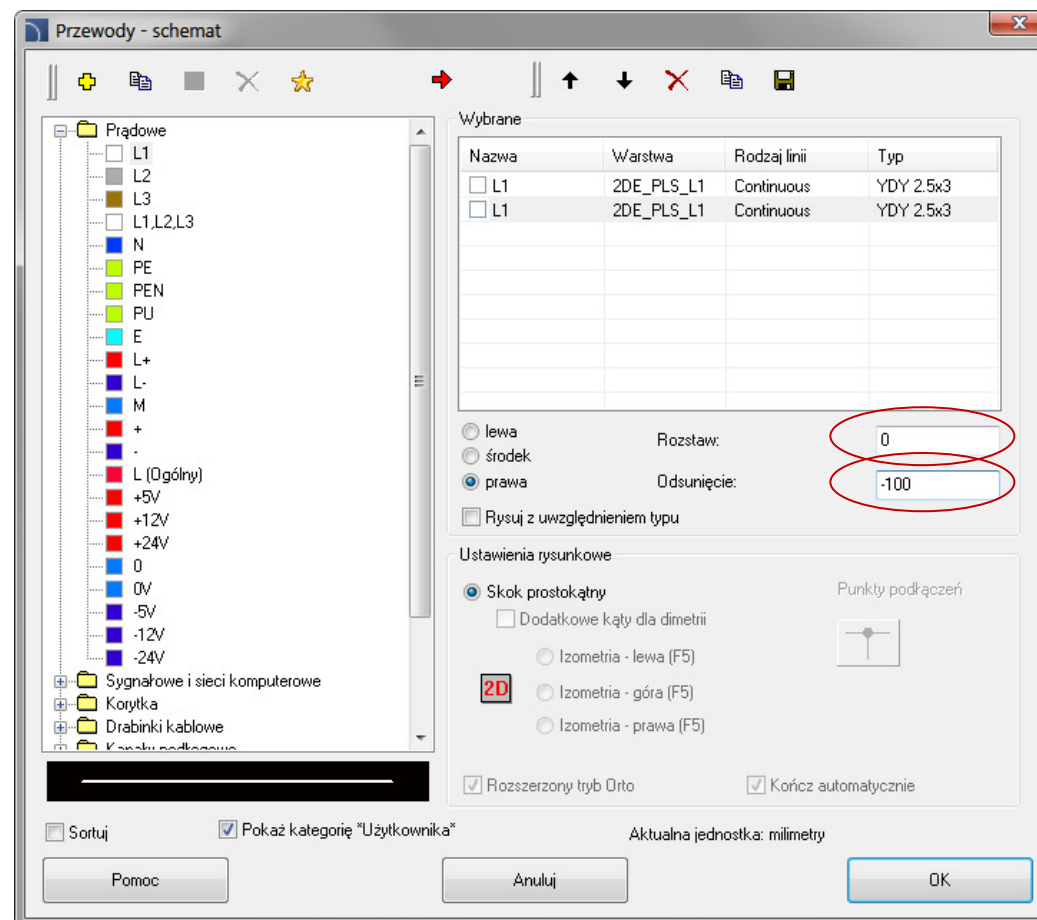 Przewody - schemat
Prądowe
L1
L2
L3
L1,L2,L3
N
PE
PEN
PU
E
L+
L-
M
+
-
L (Ogólny)
+5V
+12V
+24V
0
0V
-5V
-12V
-24V
Sygnałowe i sieci komputerowe
Korytka
Drabinki kablowe
Sortuj
Pokaż kategorię "Użytkownika"
Wybrane
Nazwa Warstwa Rodzaj linii Typ
L1 2DE_PLS_L1 Continuous YDY 2.5x3
L1 2DE_PLS_L1 Continuous YDY 2.5x3
lewa
środek
prawa
Rozstaw: 0
Odsunięcie: -100
Rysuj z uwzględnieniem typu
Ustawienia rysunkowe
Skok prostokątny
Punkty podłączeń
Dodatkowe kąty dla dimetrii
Izometria - lewa (F5)
2D
Izometria - góra (F5)
Izometria - prawa (F5)
Rozszerzony tryb Orto
Kończ automatycznie
Aktualna jednostka: milimetry
Pomoc
Anuluj
OK